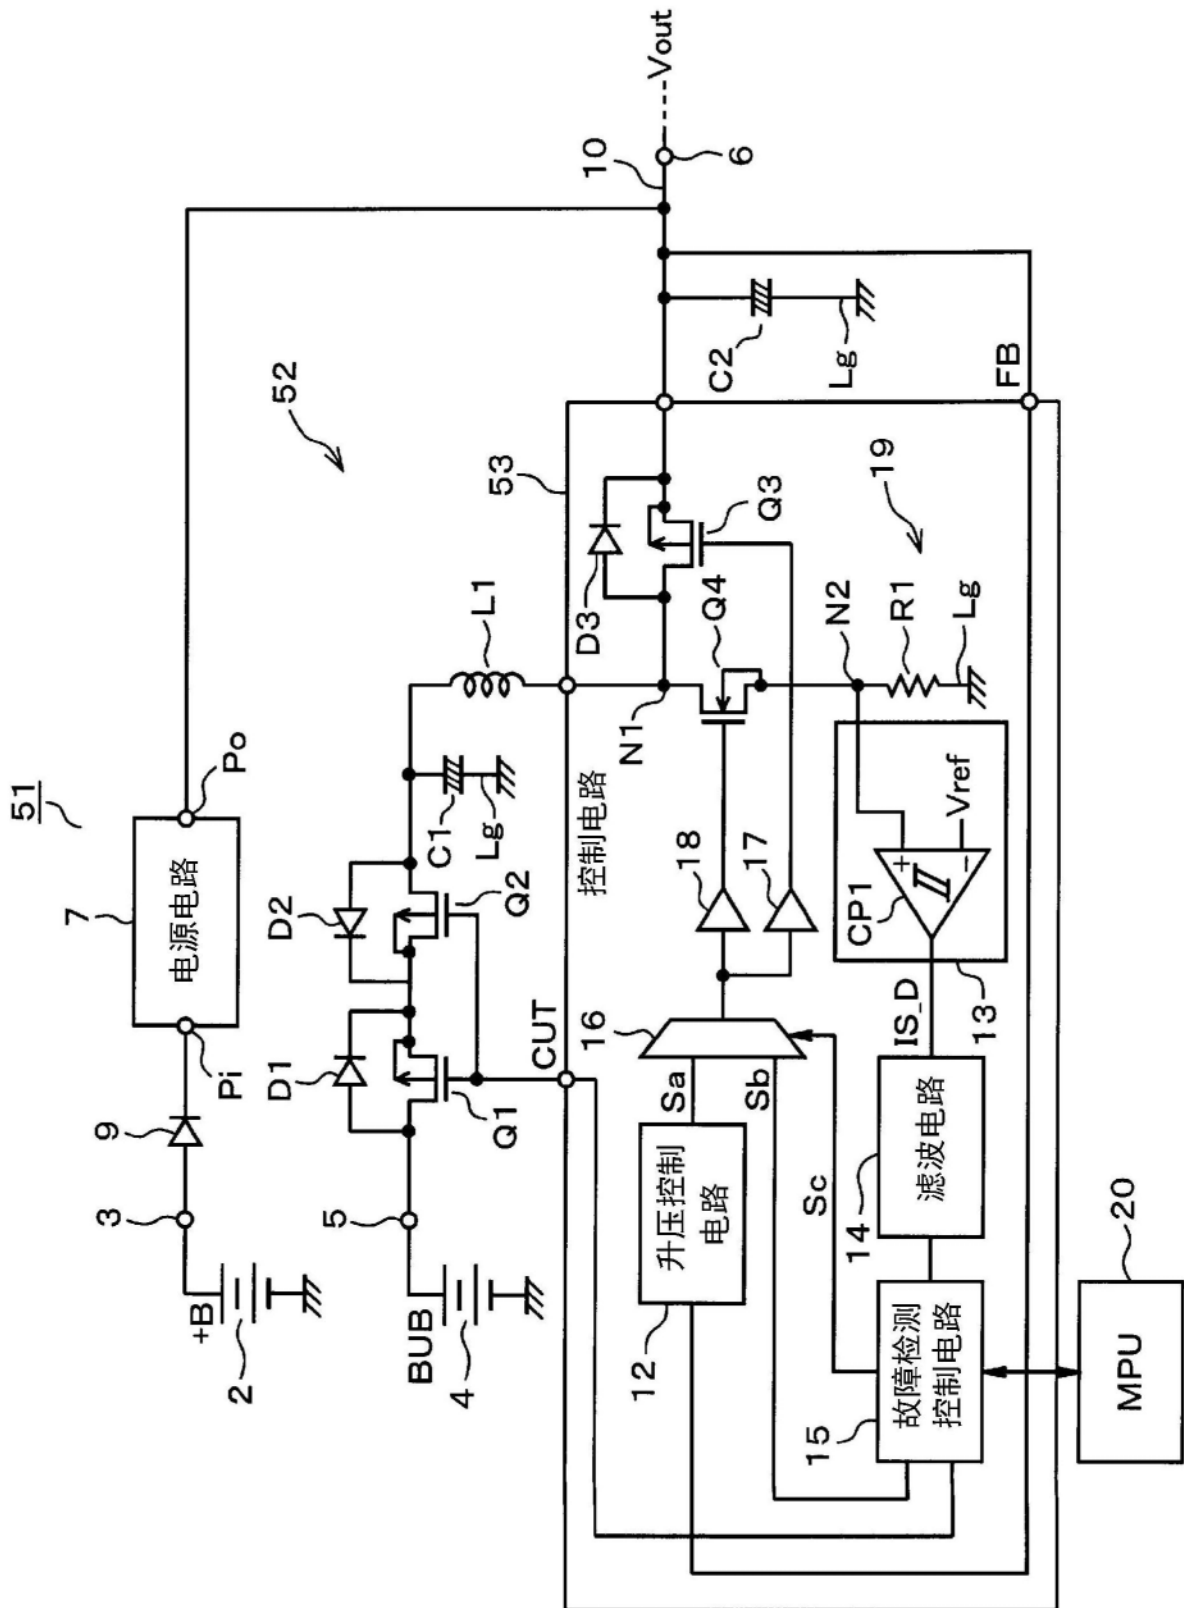 51
7
电源电路
Pi
Po
9
3
+B
2
52
D1
D2
Q1
Q2
5
BUB
4
C1
Lg
L1
CUT
53
控制电路
10
Vout
6
C2
Lg
FB
D3
Q3
N1
Q4
N2
19
R1
Lg
18
17
16
Sa
Sb
Sc
升压控制
电路
12
CP1
+
−
Vref
13
IS_D
滤波电路
14
故障检测
控制电路
15
MPU
20